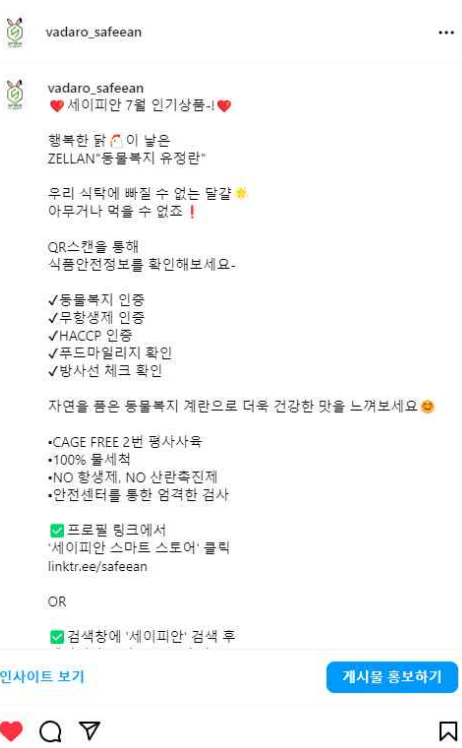 vadaro_safeean
vadaro_safeean
❤️세이피안 7월 인기상품-!❤️
행복한 닭🐔이 낳은
ZELLAN"동물복지 유정란"
우리 식탁에 빠질 수 없는 달걀🌟
아무거나 먹을 수 없죠❗
QR스캔을 통해
식품안전정보를 확인해보세요-
✓동물복지 인증
✓무항생제 인증
✓HACCP 인증
✓푸드마일리지 확인
✓방사선 체크 확인
자연을 품은 동물복지 계란으로 더욱 건강한 맛을 느껴보세요😊
•CAGE FREE 2번 평사사육
•100% 물세척
•NO 항생제, NO 산란촉진제
•안전센터를 통한 엄격한 검사
✅프로필 링크에서
'세이피안 스마트 스토어' 클릭
linktr.ee/safeean
OR
✅검색창에 '세이피안' 검색 후
인사이트 보기
게시물 홍보하기